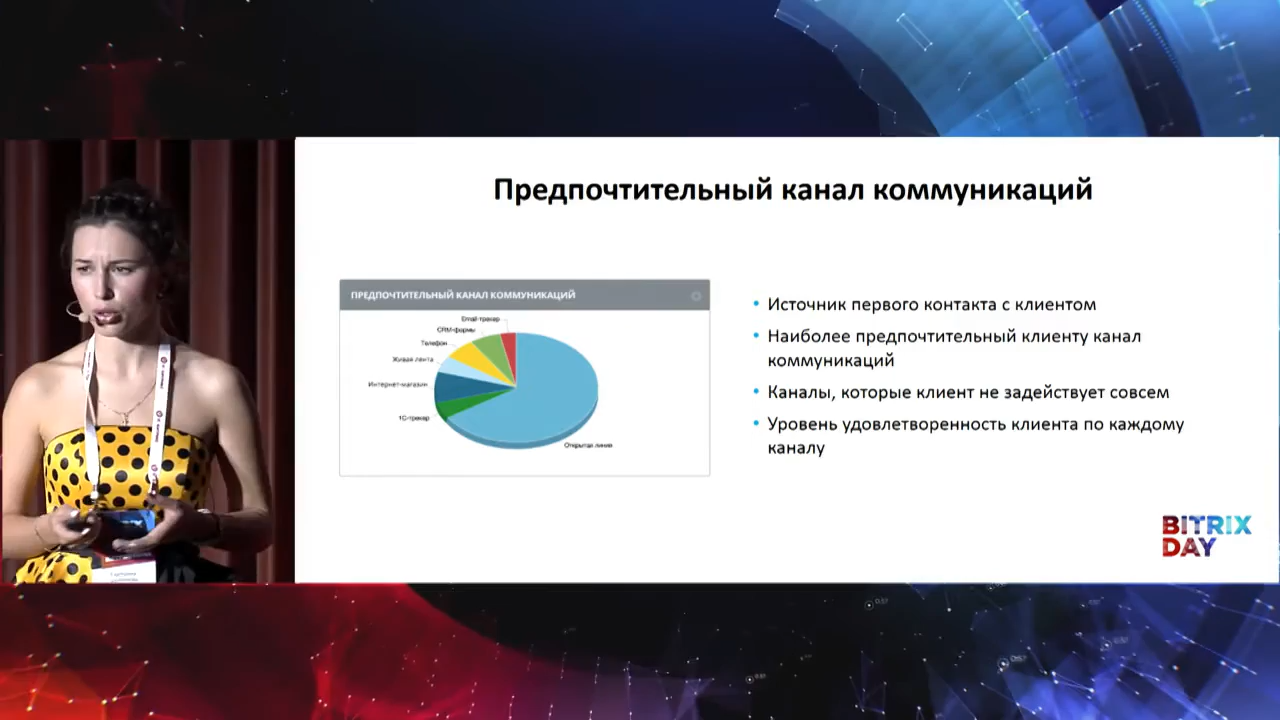 Предпочтительный канал коммуникаций
ПРЕДПОЧТИТЕЛЬНЫЙ КАНАЛ КОММУНИКАЦИЙ
Email-трекер
CRM-формы
Телефон
Живая лента
Интернет-магазин
1С-трекер
Открытая линия
• Источник первого контакта с клиентом
• Наиболее предпочтительный клиенту канал
коммуникаций
• Каналы, которые клиент не задействует совсем
• Уровень удовлетворенность клиента по каждому
каналу
BITRIX
DAY